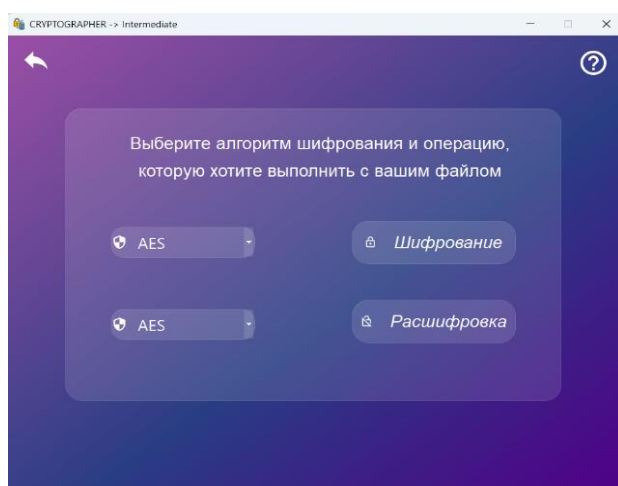 CRYPTOGRAPHER -> Intermediate
Выберите алгоритм шифрования и операцию,
которую хотите выполнить с вашим файлом
AES
Шифрование
AES
Расшифровка